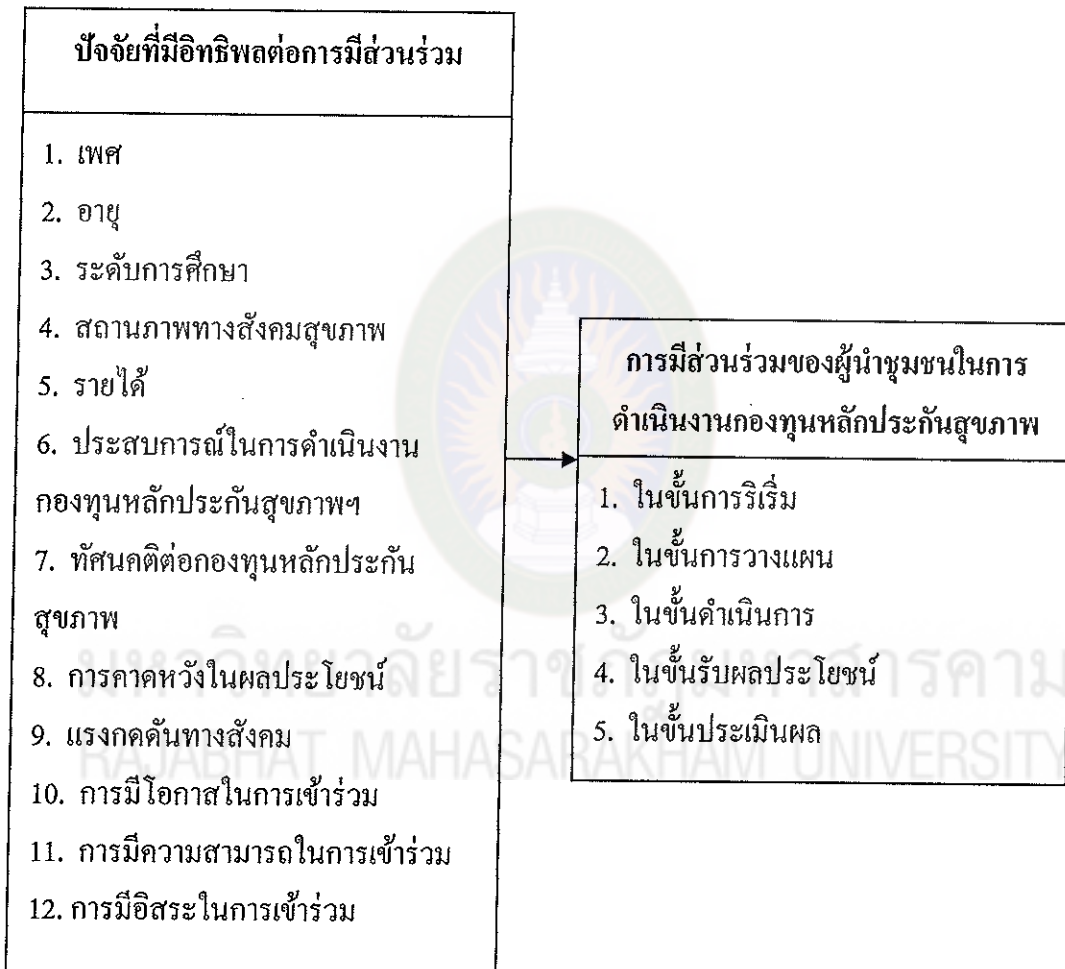 ปัจจัยที่มีอิทธิพลต่อการมีส่วนร่วม
1. เพศ
2. อายุ
3. ระดับการศึกษา
4. สถานภาพทางสังคมสุขภาพ
5. รายได้
6. ประสบการณ์ในการดำเนินงาน
กองทุนหลักประกันสุขภาพฯ
7. ทัศนคติต่อกองทุนหลักประกัน
สุขภาพ
8. การคาดหวังในผลประโยชน์
9. แรงกดดันทางสังคม
10. การมีโอกาสในการเข้าร่วม
11. การมีความสามารถในการเข้าร่วม
12. การมีอิสระในการเข้าร่วม
การมีส่วนร่วมของผู้นำชุมชนในการ
ดำเนินงานกองทุนหลักประกันสุขภาพ
1. ในขั้นการริเริ่ม
2. ในขั้นการวางแผน
3. ในขั้นดำเนินการ
4. ในขั้นรับผลประโยชน์
5. ในขั้นประเมินผล
มหาวิทยาลัยราชภัฏมหาสารคาม
RAJABHAT MAHASARAKHAM UNIVERSITY